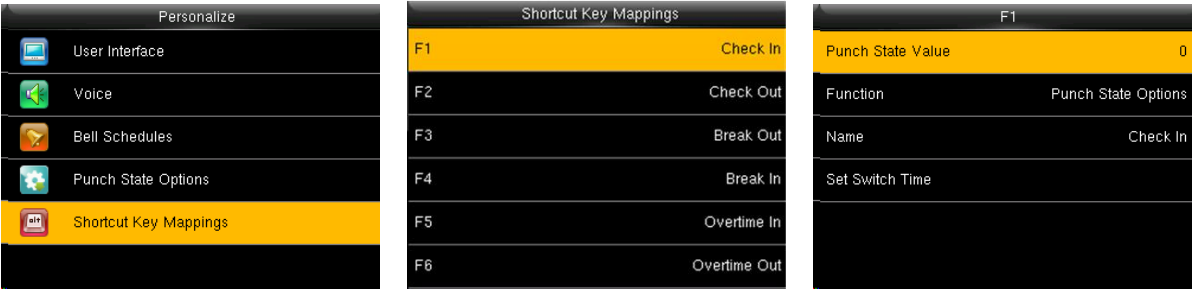 Personalize
User Interface
Voice
Bell Schedules
Punch State Options
alt
Shortcut Key Mappings
Shortcut Key Mappings
F1 Check In
F2 Check Out
F3 Break Out
F4 Break In
F5 Overtime In
F6 Overtime Out
F1
Punch State Value 0
Function Punch State Options
Name Check In
Set Switch Time